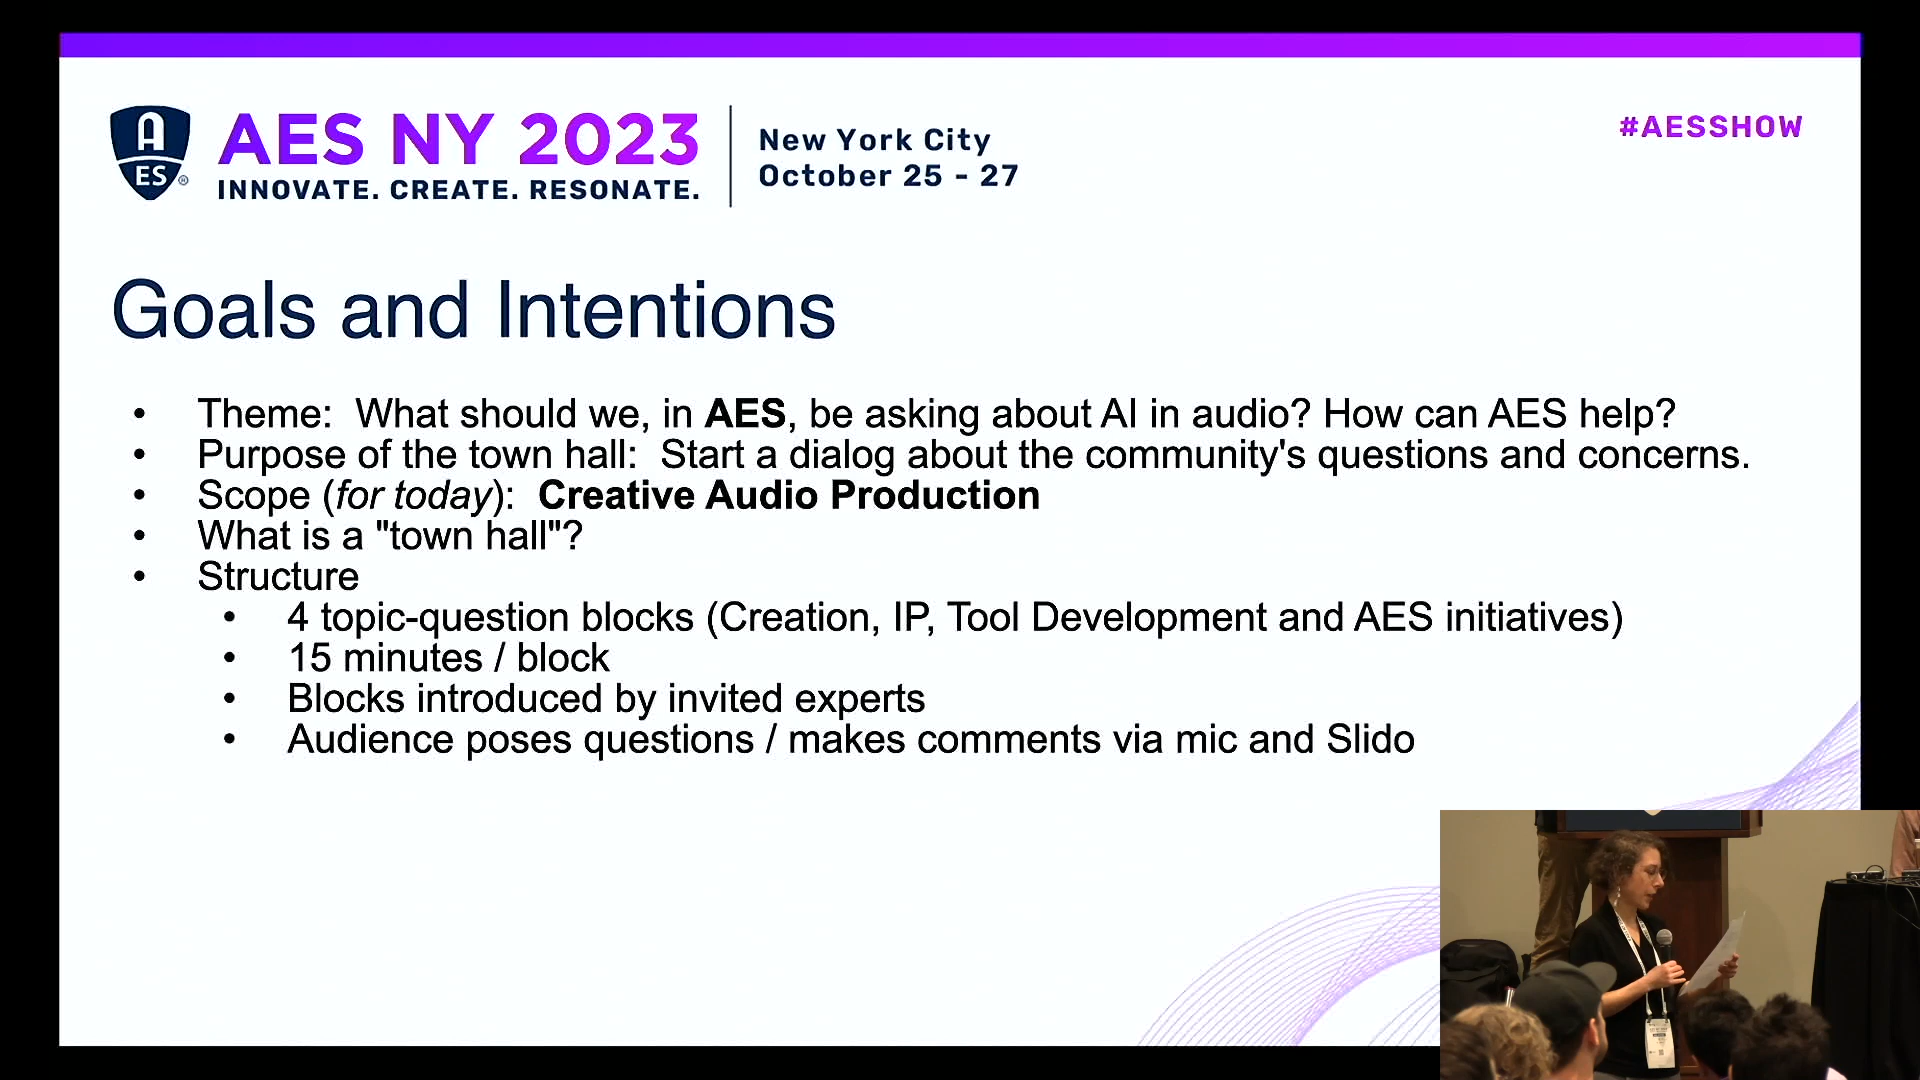 A
ES®
AES NY 2023
INNOVATE. CREATE. RESONATE.
New York City
October 25 - 27
#AESSHOW
Goals and Intentions
• Theme:  What should we, in AES, be asking about AI in audio? How can AES help?
• Purpose of the town hall:  Start a dialog about the community's questions and concerns.
• Scope (for today):  Creative Audio Production
• What is a "town hall"?
• Structure
• 4 topic-question blocks (Creation, IP, Tool Development and AES initiatives)
• 15 minutes / block
• Blocks introduced by invited experts
• Audience poses questions / makes comments via mic and Slido